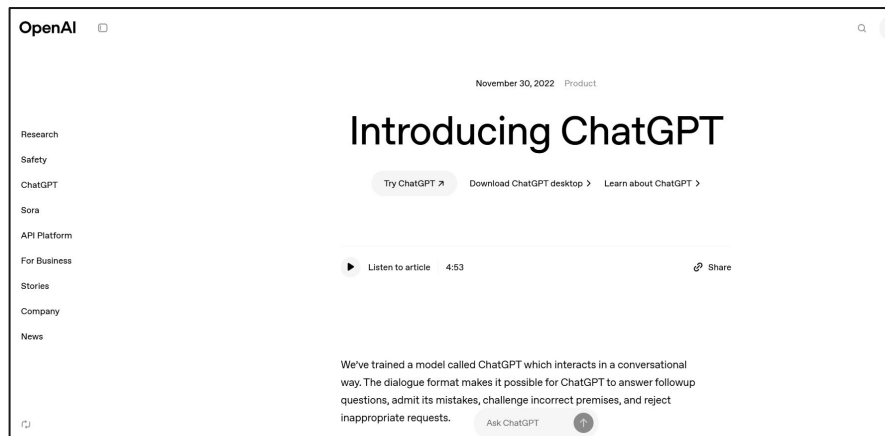 OpenAI
November 30, 2022 Product
Introducing ChatGPT
Try ChatGPT ↗ Download ChatGPT desktop > Learn about ChatGPT >
Listen to article 4:53 Share
Research
Safety
ChatGPT
Sora
API Platform
For Business
Stories
Company
News
We've trained a model called ChatGPT which interacts in a conversational
way. The dialogue format makes it possible for ChatGPT to answer followup
questions, admit its mistakes, challenge incorrect premises, and reject
inappropriate requests.
Ask ChatGPT